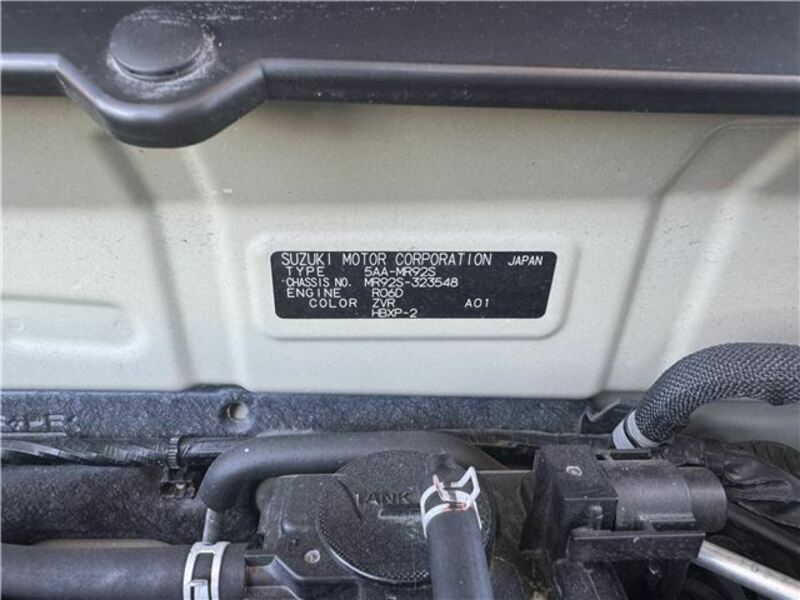 SUZUKI MOTOR CORPORATION JAPAN
TYPE 5AA-MR92S
CHASSIS NO. MR92S-323548
ENGINE R06D
COLOR ZVR A01
HBXP-2
TANK